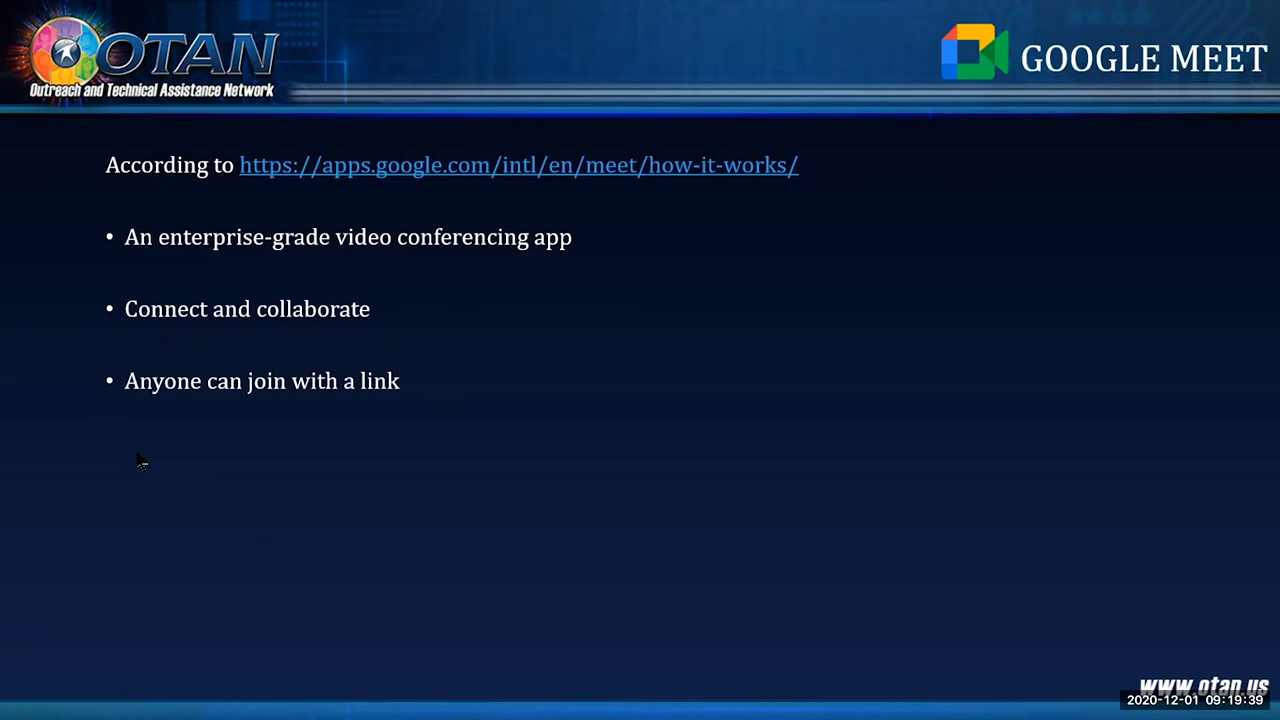 OTAN
Outreach and Technical Assistance Network
GOOGLE MEET
According to https://apps.google.com/intl/en/meet/how-it-works/
• An enterprise-grade video conferencing app
• Connect and collaborate
• Anyone can join with a link
www.otan.us
2020-12-01 09:19:39